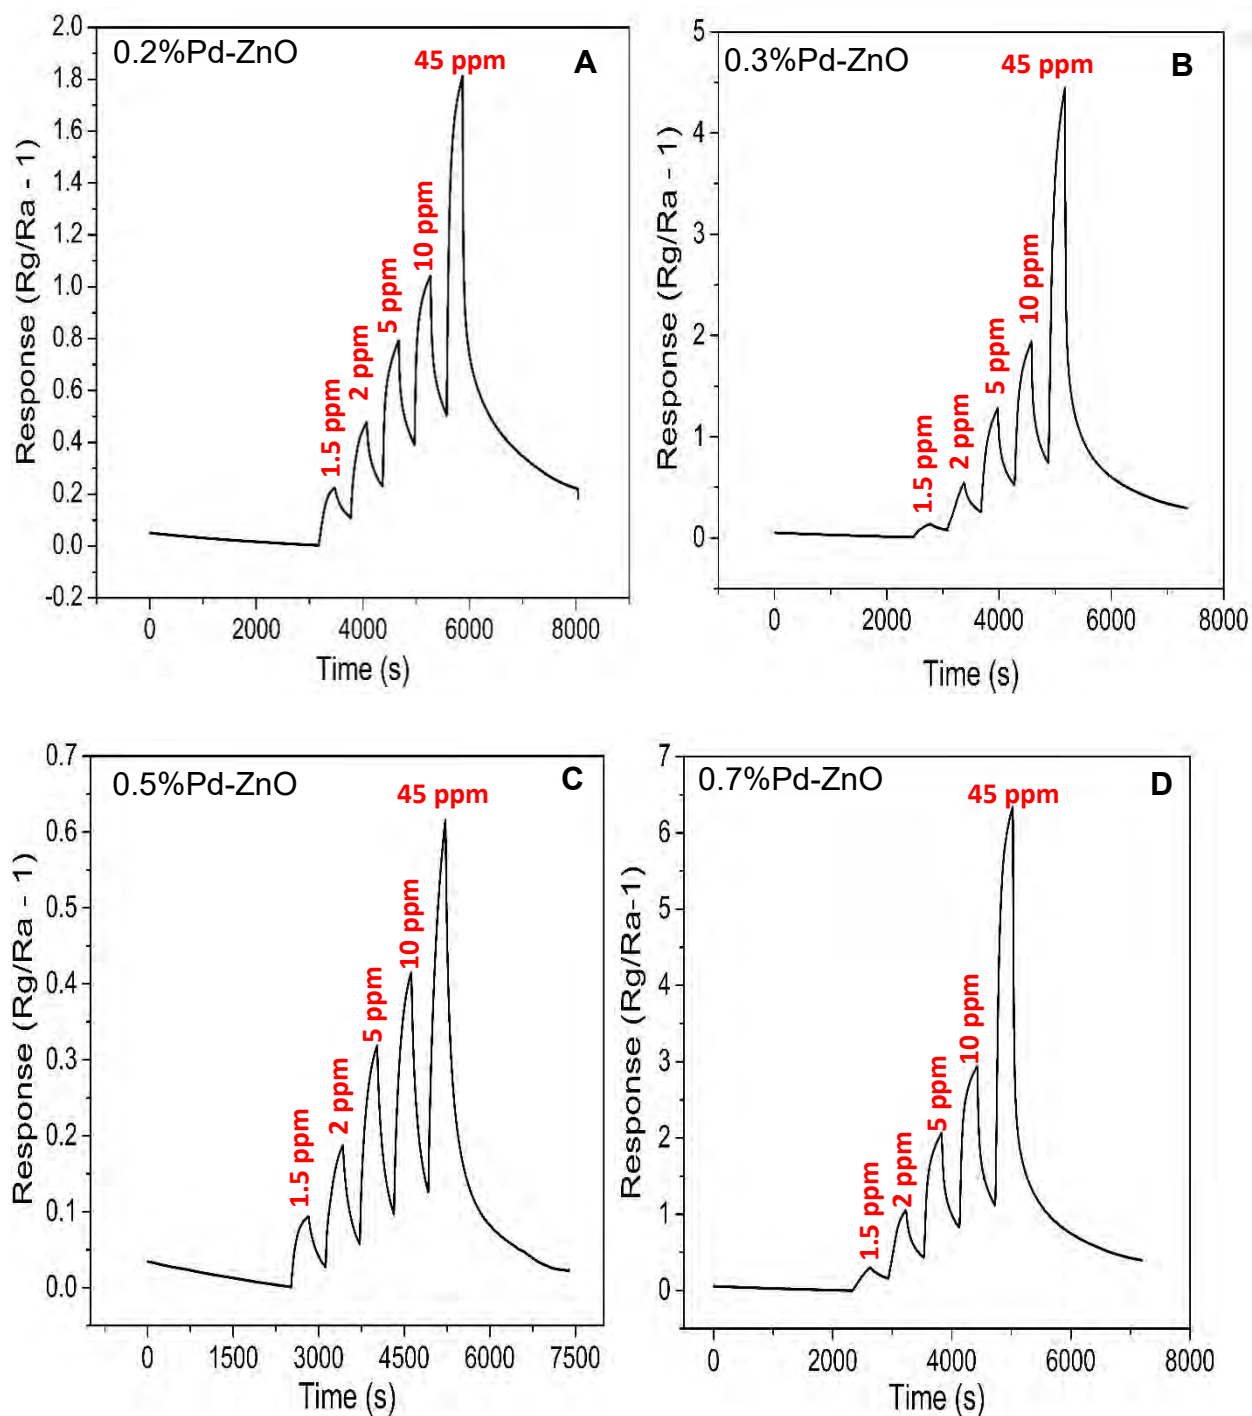 0.2%Pd-ZnO
A
45 ppm
10 ppm
5 ppm
2 ppm
1.5 ppm
2.0
1.8
1.6
1.4
1.2
1.0
0.8
0.6
0.4
0.2
0.0
-0.2
Response (Rg/Ra - 1)
0 2000 4000 6000 8000
Time (s)
0.3%Pd-ZnO
B
45 ppm
10 ppm
5 ppm
2 ppm
1.5 ppm
5
4
3
2
1
0
Response (Rg/Ra - 1)
0 2000 4000 6000 8000
Time (s)
0.5%Pd-ZnO
C
45 ppm
10 ppm
5 ppm
2 ppm
1.5 ppm
0.7
0.6
0.5
0.4
0.3
0.2
0.1
0.0
Response (Rg/Ra - 1)
0 1500 3000 4500 6000 7500
Time (s)
0.7%Pd-ZnO
D
45 ppm
10 ppm
5 ppm
2 ppm
1.5 ppm
7
6
5
4
3
2
1
0
Response (Rg/Ra-1)
0 2000 4000 6000 8000
Time (s)